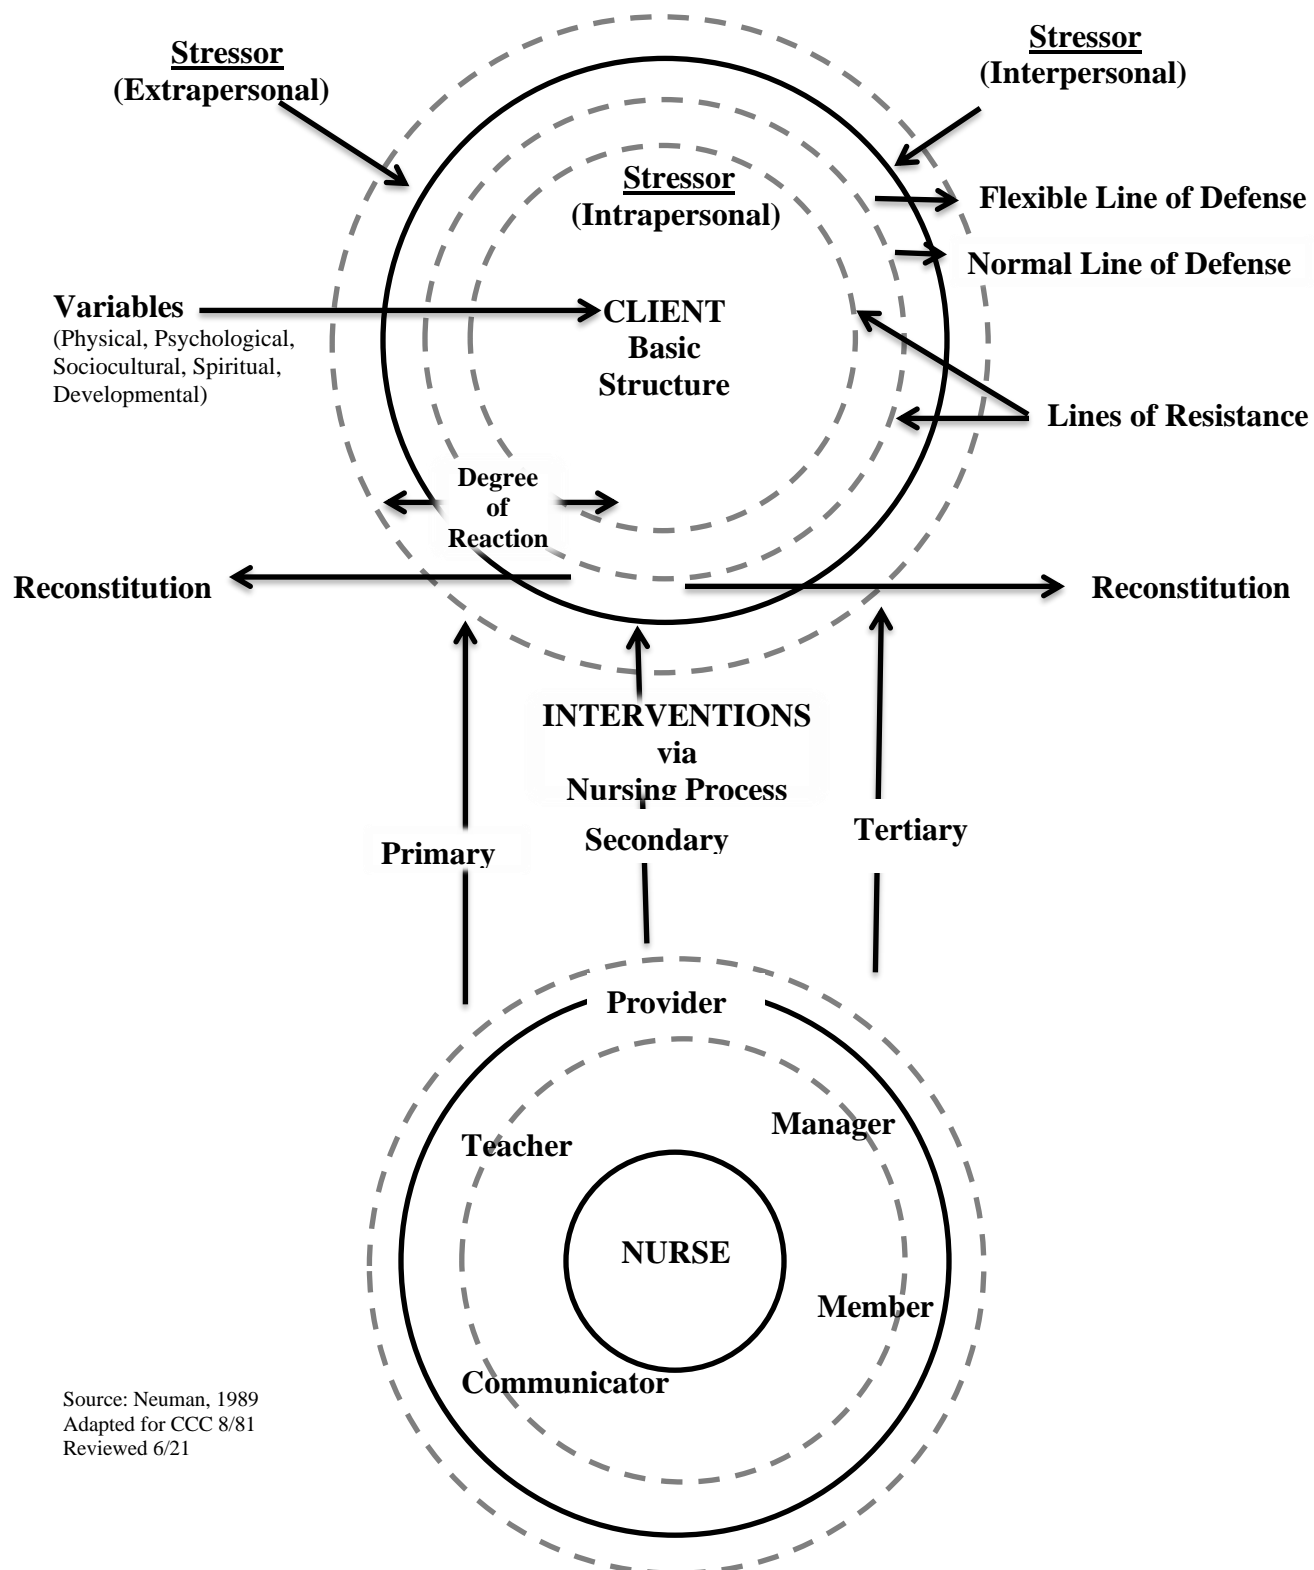 Stressor
(Extrapersonal)
Stressor
(Interpersonal)
Stressor
(Intrapersonal)
Flexible Line of Defense
Normal Line of Defense
Variables
(Physical, Psychological,
Sociocultural, Spiritual,
Developmental)
CLIENT
Basic
Structure
Lines of Resistance
Degree
of
Reaction
Reconstitution
Reconstitution
INTERVENTIONS
via
Nursing Process
Primary
Secondary
Tertiary
Provider
Teacher
Manager
NURSE
Member
Communicator
Source: Neuman, 1989
Adapted for CCC 8/81
Reviewed 6/21